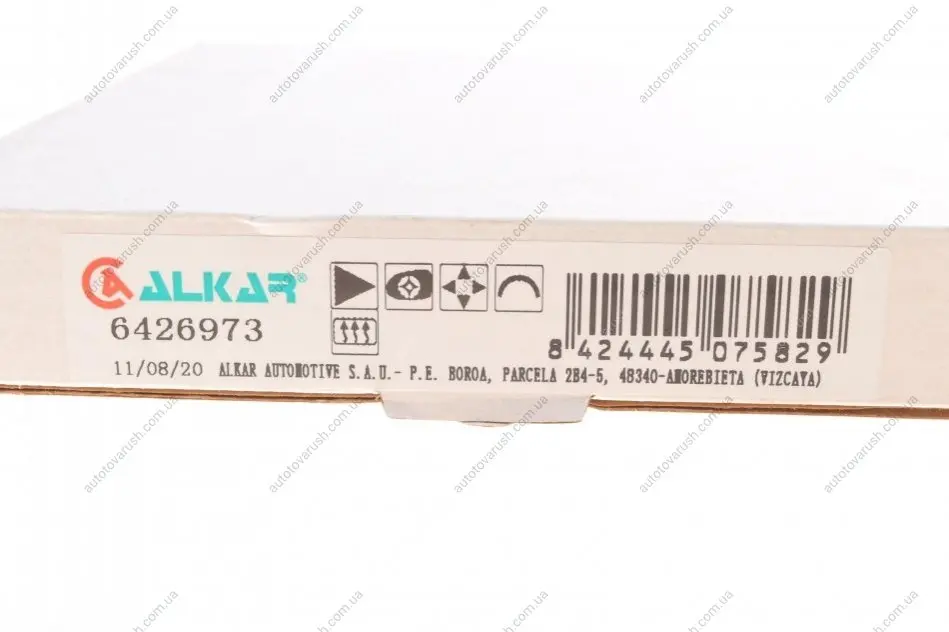 ALKAR®
6426973
8 424445 075829
11/08/20 ALKAR AUTOMOTIVE S.A.U.- P.E. BOROA, PARCELA 2B4-5, 48340-AMOREBIETA (VIZCAYA)
autotovarush.com.ua